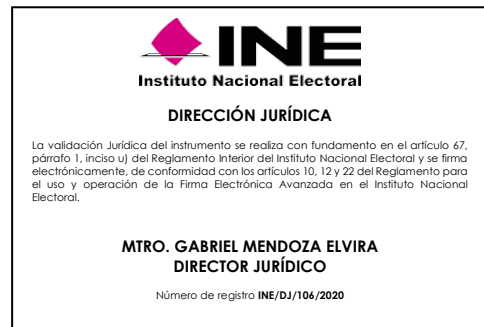 INE
Instituto Nacional Electoral
DIRECCIÓN JURÍDICA
La validación Jurídica del instrumento se realiza con fundamento en el artículo 67,
párrafo 1, inciso u) del Reglamento Interior del Instituto Nacional Electoral y se firma
electrónicamente, de conformidad con los artículos 10, 12 y 22 del Reglamento para
el uso y operación de la Firma Electrónica Avanzada en el Instituto Nacional
Electoral.
MTRO. GABRIEL MENDOZA ELVIRA
DIRECTOR JURÍDICO
Número de registro INE/DJ/106/2020